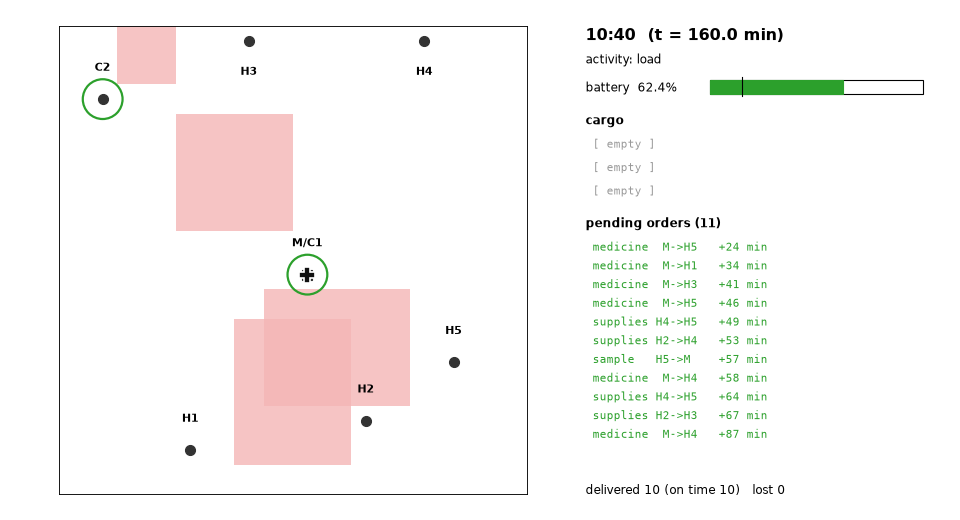 C2
H3
H4
M/C1
H5
H2
H1
10:40 (t = 160.0 min)
activity: load
battery 62.4%
cargo
[ empty ]
[ empty ]
[ empty ]
pending orders (11)
medicine M->H5 +24 min
medicine M->H1 +34 min
medicine M->H3 +41 min
medicine M->H5 +46 min
supplies H4->H5 +49 min
supplies H2->H4 +53 min
sample H5->M +57 min
medicine M->H4 +58 min
supplies H4->H5 +64 min
supplies H2->H3 +67 min
medicine M->H4 +87 min
delivered 10 (on time 10) lost 0